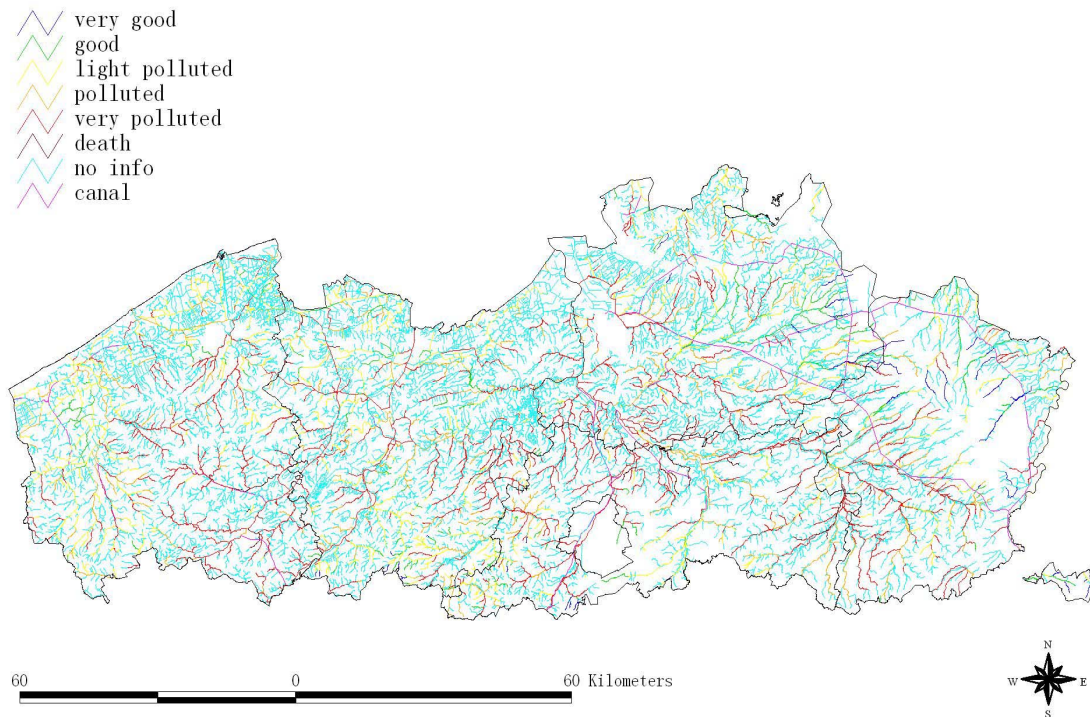 very good
good
light polluted
polluted
very polluted
death
no info
canal
60 0 60 Kilometers
N
W E
S